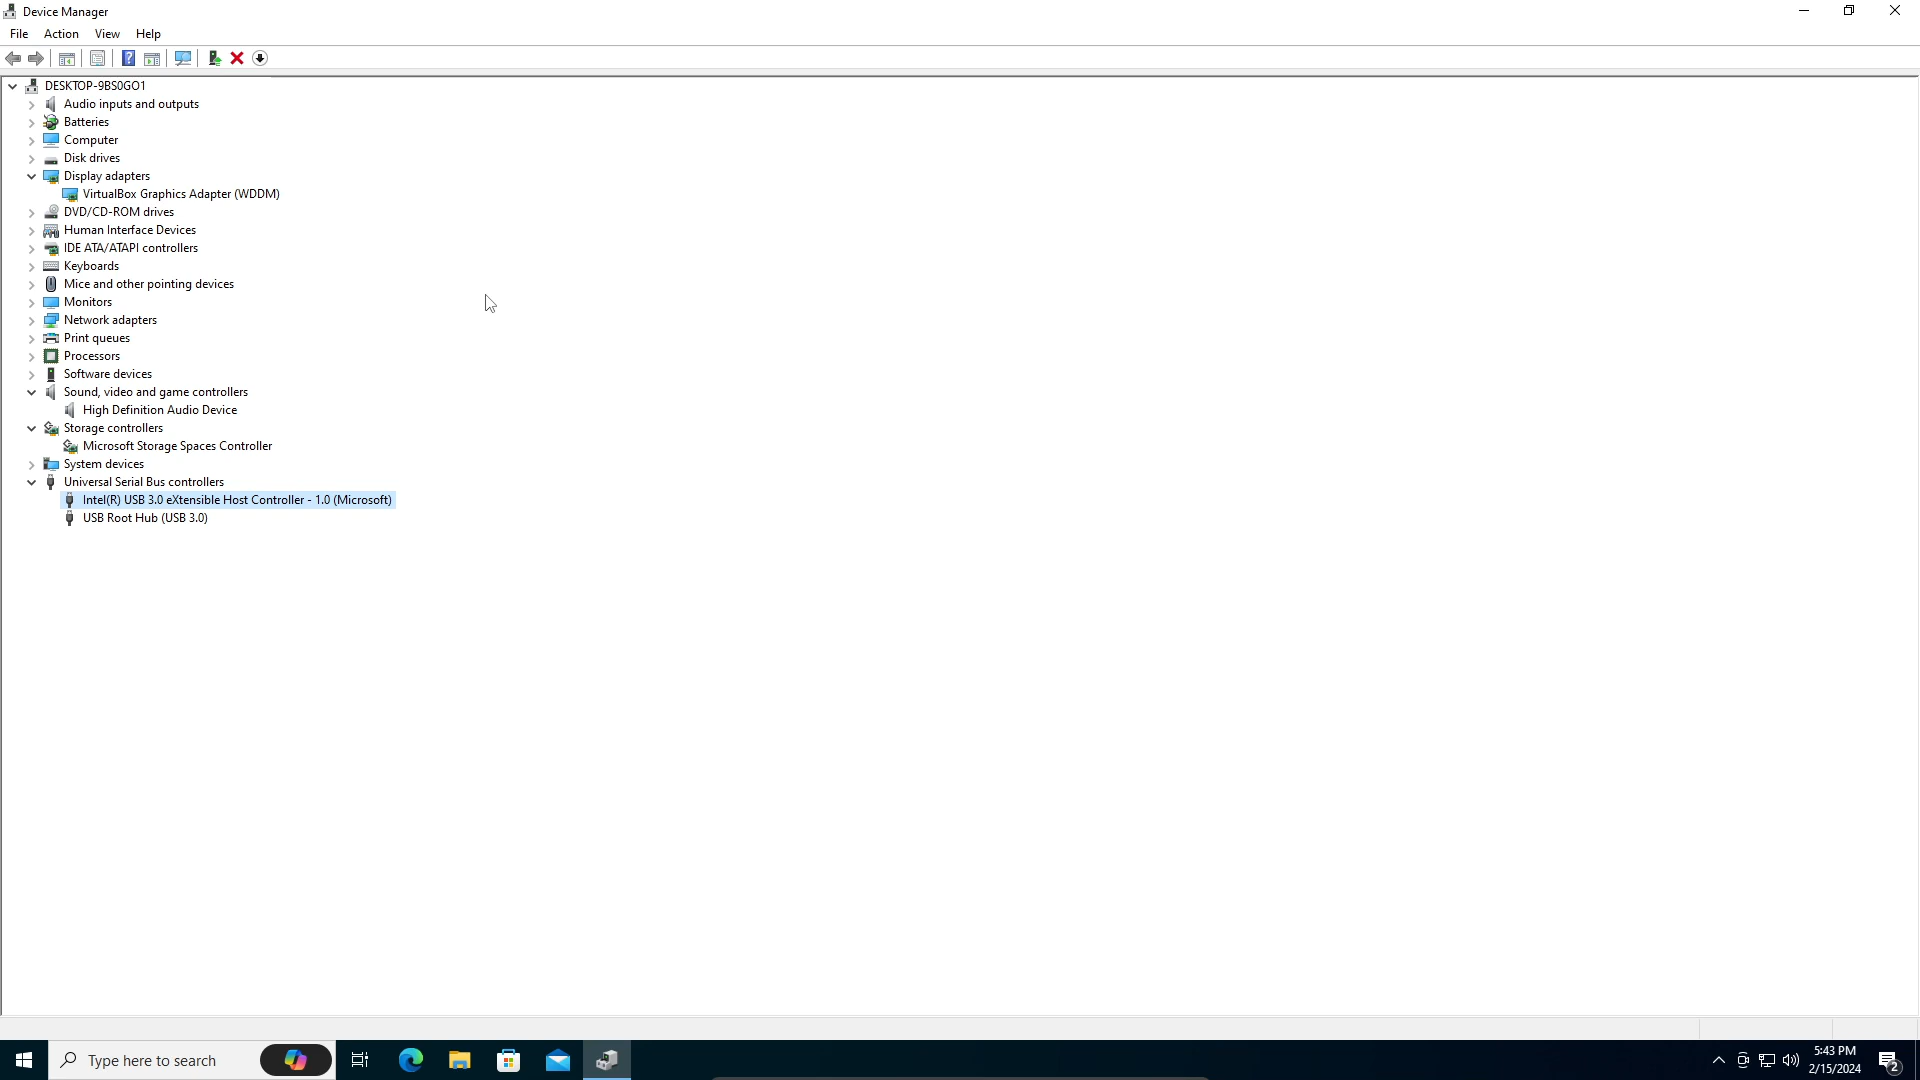 Device Manager
File Action View Help
DESKTOP-9BS0GO1
Audio inputs and outputs
Batteries
Computer
Disk drives
Display adapters
VirtualBox Graphics Adapter (WDDM)
DVD/CD-ROM drives
Human Interface Devices
IDE ATA/ATAPI controllers
Keyboards
Mice and other pointing devices
Monitors
Network adapters
Print queues
Processors
Software devices
Sound, video and game controllers
High Definition Audio Device
Storage controllers
Microsoft Storage Spaces Controller
System devices
Universal Serial Bus controllers
Intel(R) USB 3.0 eXtensible Host Controller - 1.0 (Microsoft)
USB Root Hub (USB 3.0)
Type here to search
5:43 PM
2/15/2024
2